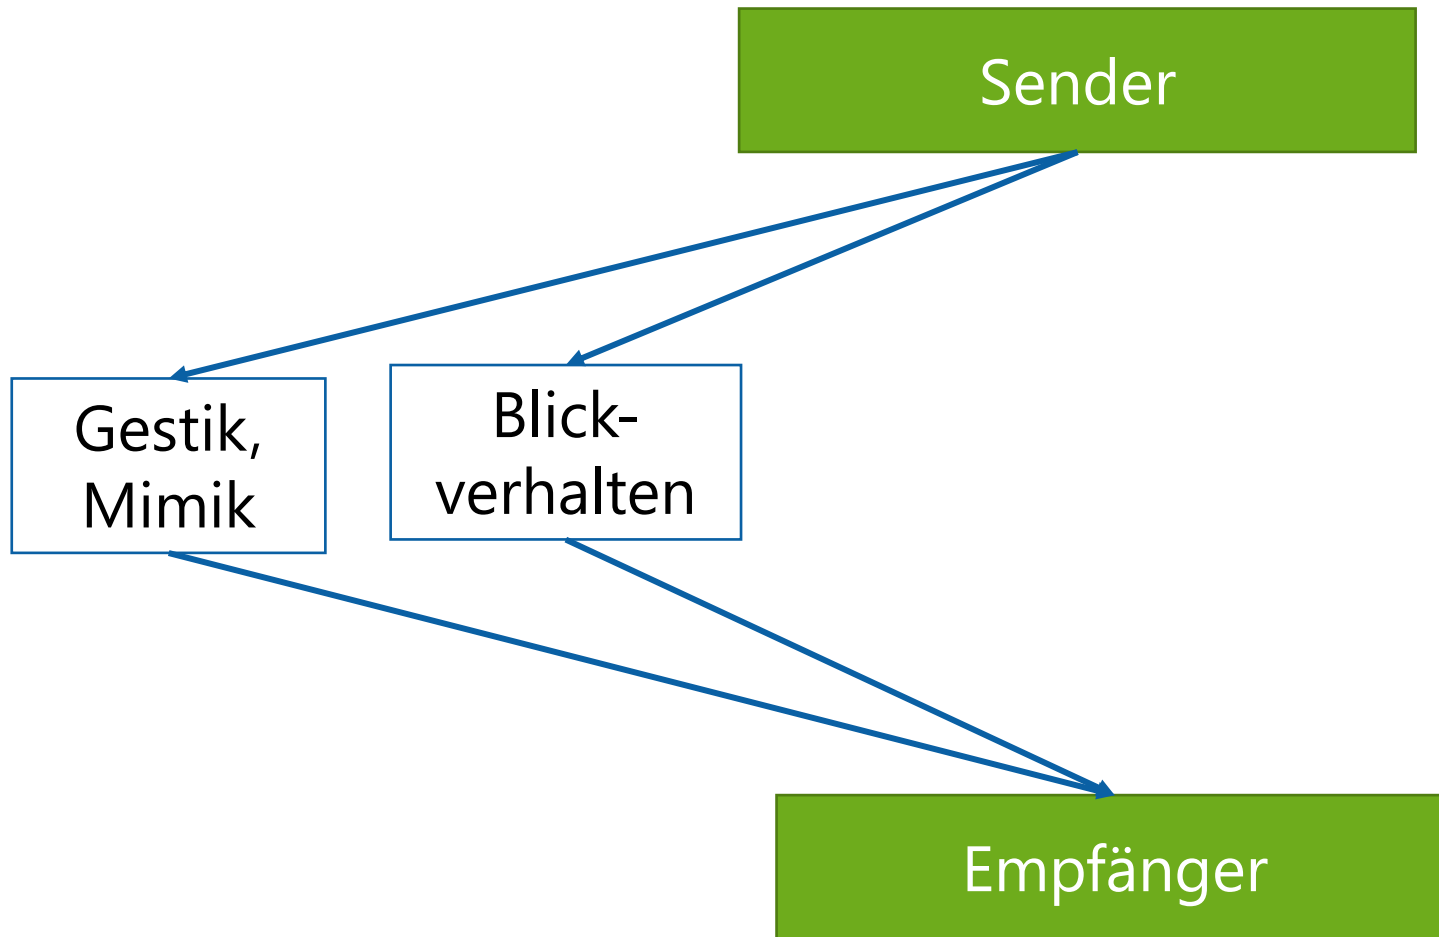 Sender
Gestik,
Mimik
Blick-
verhalten
Empfänger